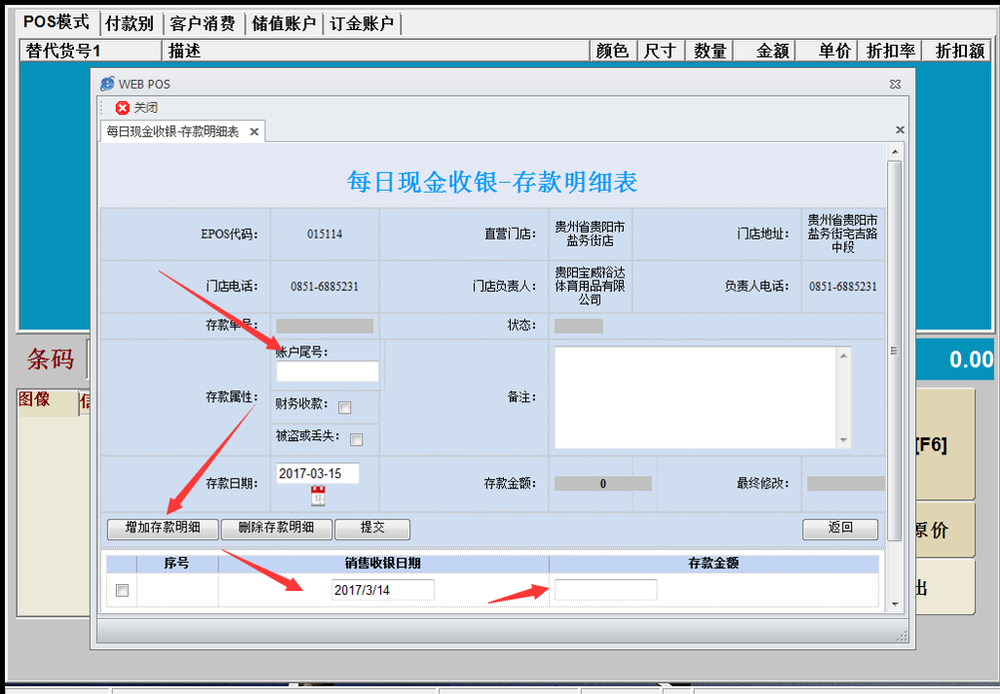 POS模式 付款别 客户消费 储值账户 订金账户
替代货号1 描述 颜色 尺寸 数量 金额 单价 折扣率 折扣额
WEB POS
关闭
每日现金收银-存款明细表
每日现金收银-存款明细表
EPOS代码: 015114 直营门店: 贵州省贵阳市
盐务街店
门店地址: 贵州省贵阳市
盐务街宅吉路
中段
门店电话: 0851-6885231 门店负责人: 贵阳宝威裕达
体育用品有限
公司
负责人电话: 0851-6885231
存款单号: 状态:
条码
账户尾号:
0.00
图像
存款属性:
财务收款:
被盗或丢失:
备注:
[F6]
存款日期: 2017-03-15 存款金额: 0 最终修改:
增加存款明细 删除存款明细 提交 返回
原价
序号 销售收银日期 存款金额
2017/3/14
出